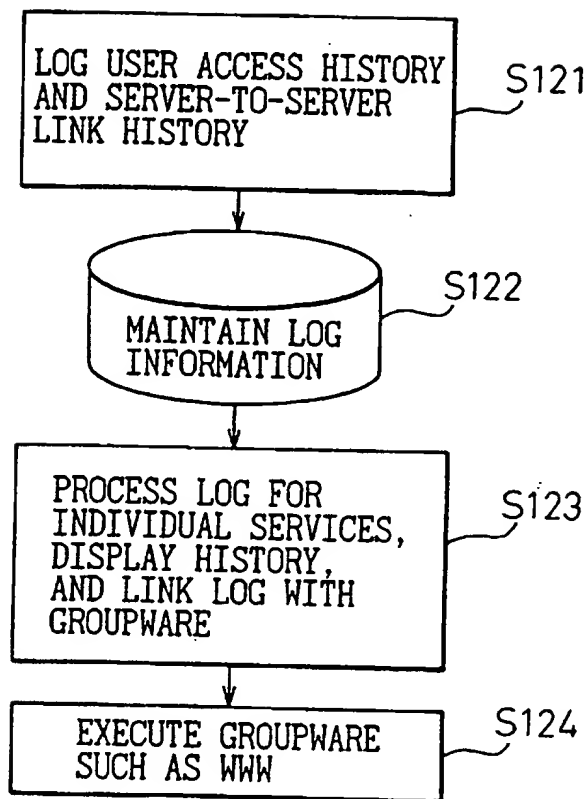 LOG USER ACCESS HISTORY
AND SERVER-TO-SERVER
LINK HISTORY
S121
MAINTAIN LOG
INFORMATION
S122
PROCESS LOG FOR
INDIVIDUAL SERVICES,
DISPLAY HISTORY,
AND LINK LOG WITH
GROUPWARE
S123
EXECUTE GROUPWARE
SUCH AS WWW
S124